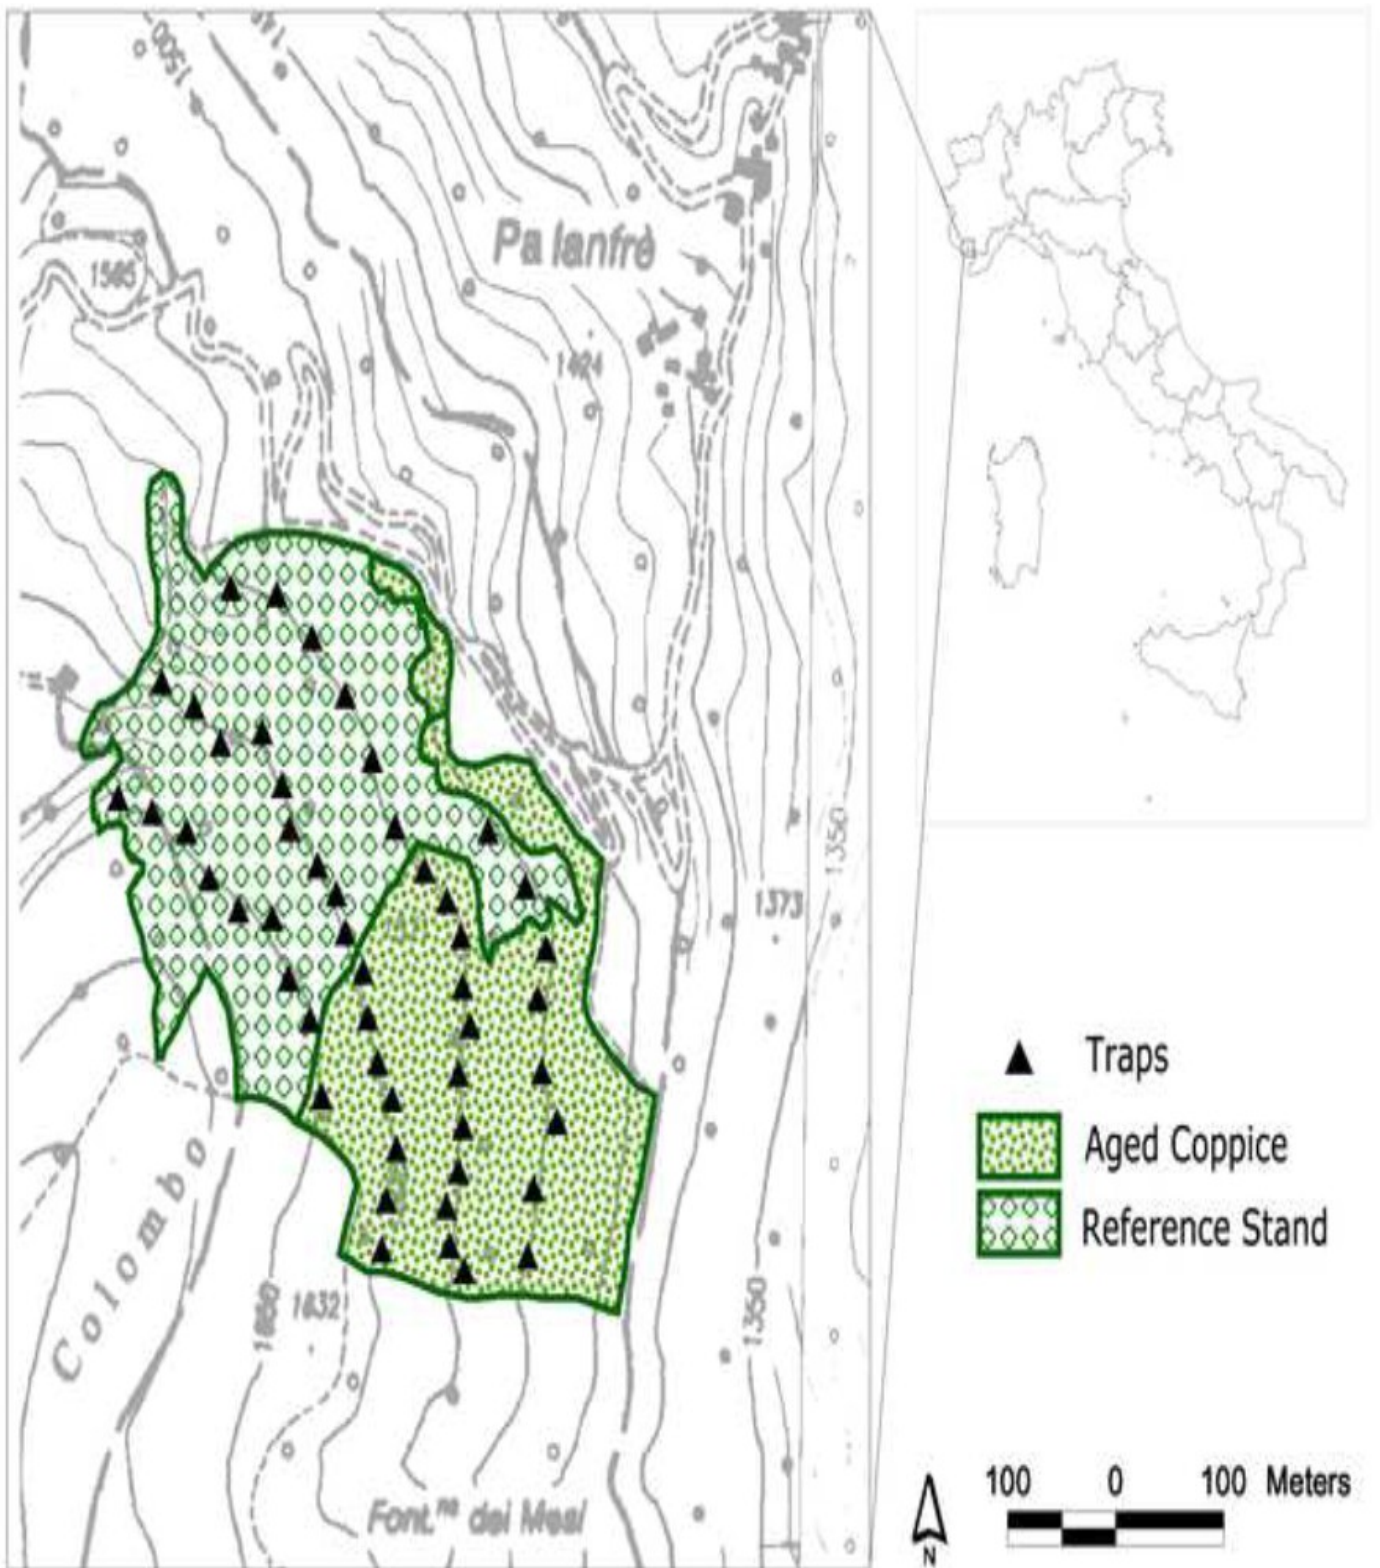 1500
Palanfrè
1565
1424
1350
1373
Traps
Aged Coppice
Reference Stand
Colombo
1632
1350
Font.na dei Mesi
100 0 100 Meters
N